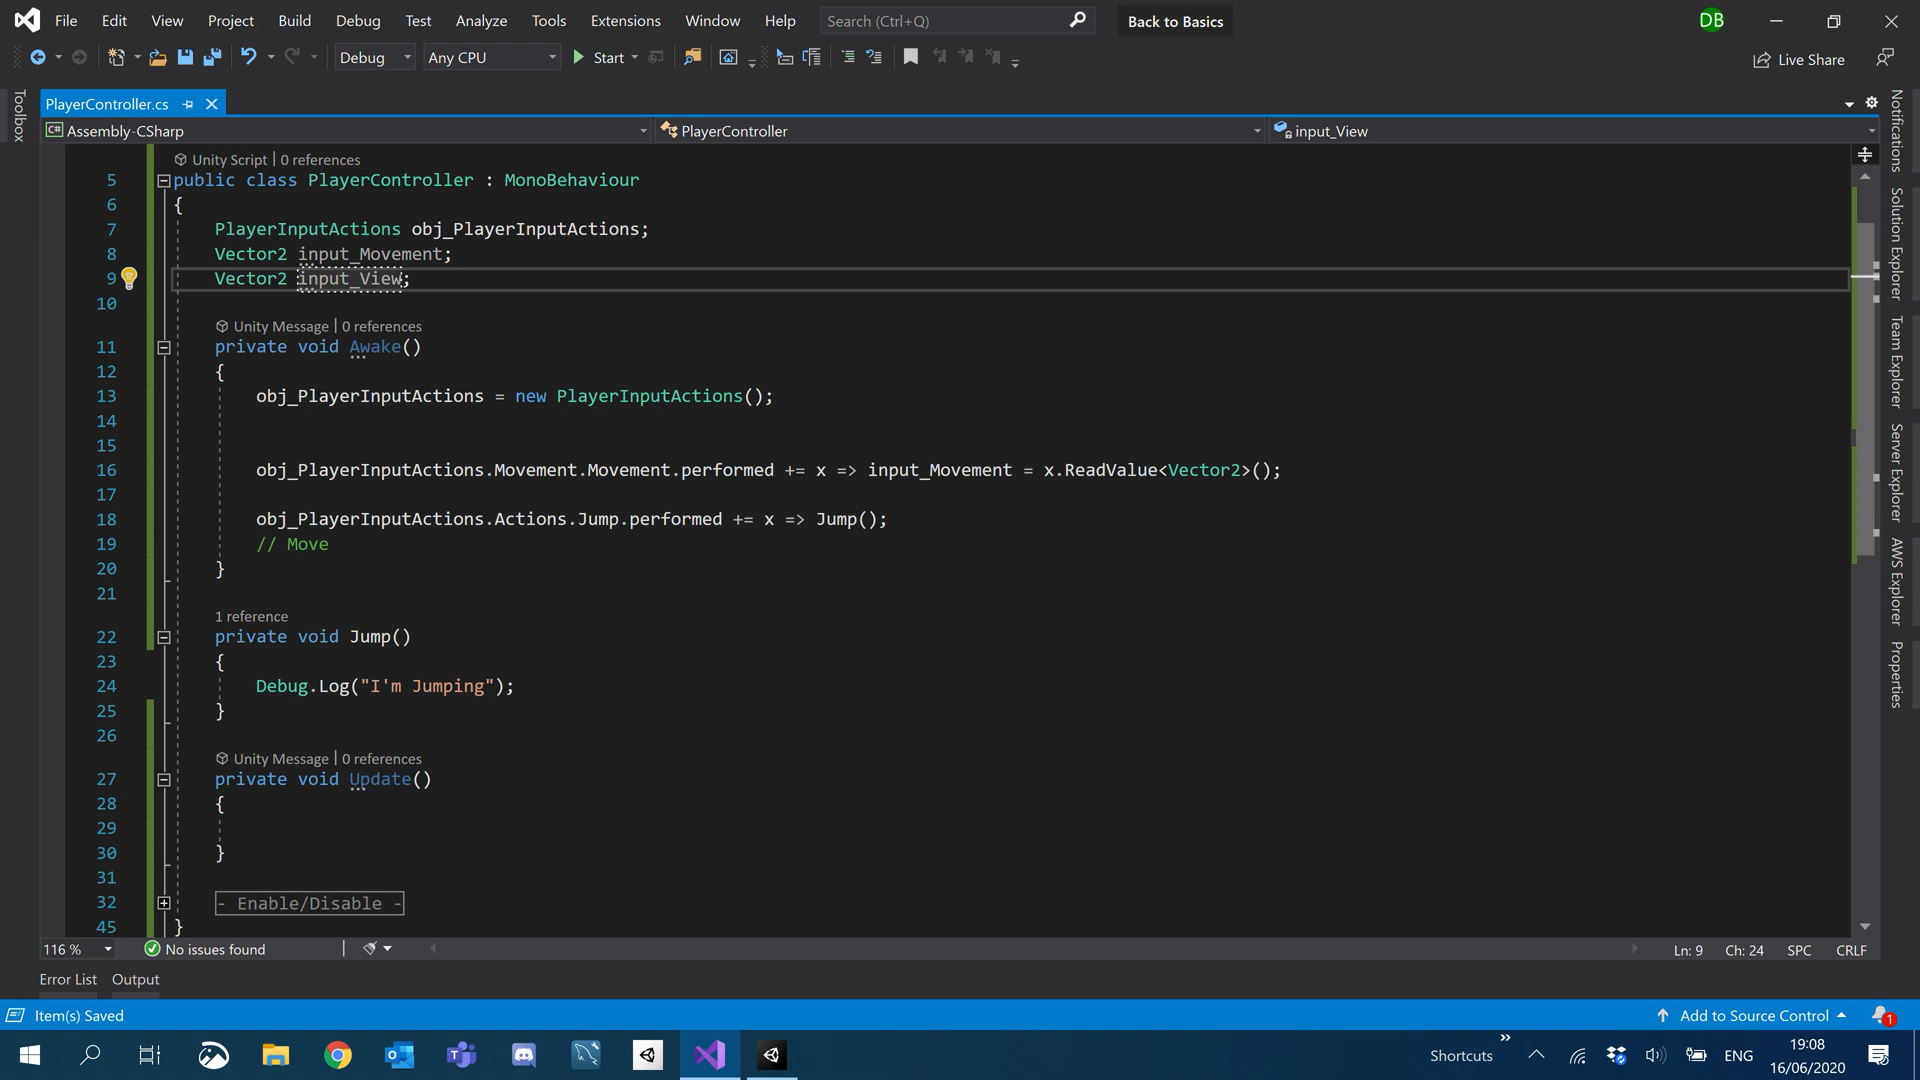 File Edit View Project Build Debug Test Analyze Tools Extensions Window Help Search (Ctrl+Q) Back to Basics DB
Debug Any CPU Start Live Share
Toolbox
PlayerController.cs
Assembly-CSharp PlayerController input_View
Unity Script | 0 references
5 public class PlayerController : MonoBehaviour
6 {
7 PlayerInputActions obj_PlayerInputActions;
8 Vector2 input_Movement;
9 Vector2 input_View;
10
Unity Message | 0 references
11 private void Awake()
12 {
13 obj_PlayerInputActions = new PlayerInputActions();
14
15
16 obj_PlayerInputActions.Movement.Movement.performed += x => input_Movement = x.ReadValue<Vector2>();
17
18 obj_PlayerInputActions.Actions.Jump.performed += x => Jump();
19 // Move
20 }
21
1 reference
22 private void Jump()
23 {
24 Debug.Log("I'm Jumping");
25 }
26
Unity Message | 0 references
27 private void Update()
28 {
29
30 }
31
32 - Enable/Disable -
45 }
Notifications
Solution Explorer
Team Explorer
Server Explorer
AWS Explorer
Properties
116 % No issues found Ln: 9 Ch: 24 SPC CRLF
Error List Output
Item(s) Saved Add to Source Control 1
Shortcuts ENG 19:08
16/06/2020